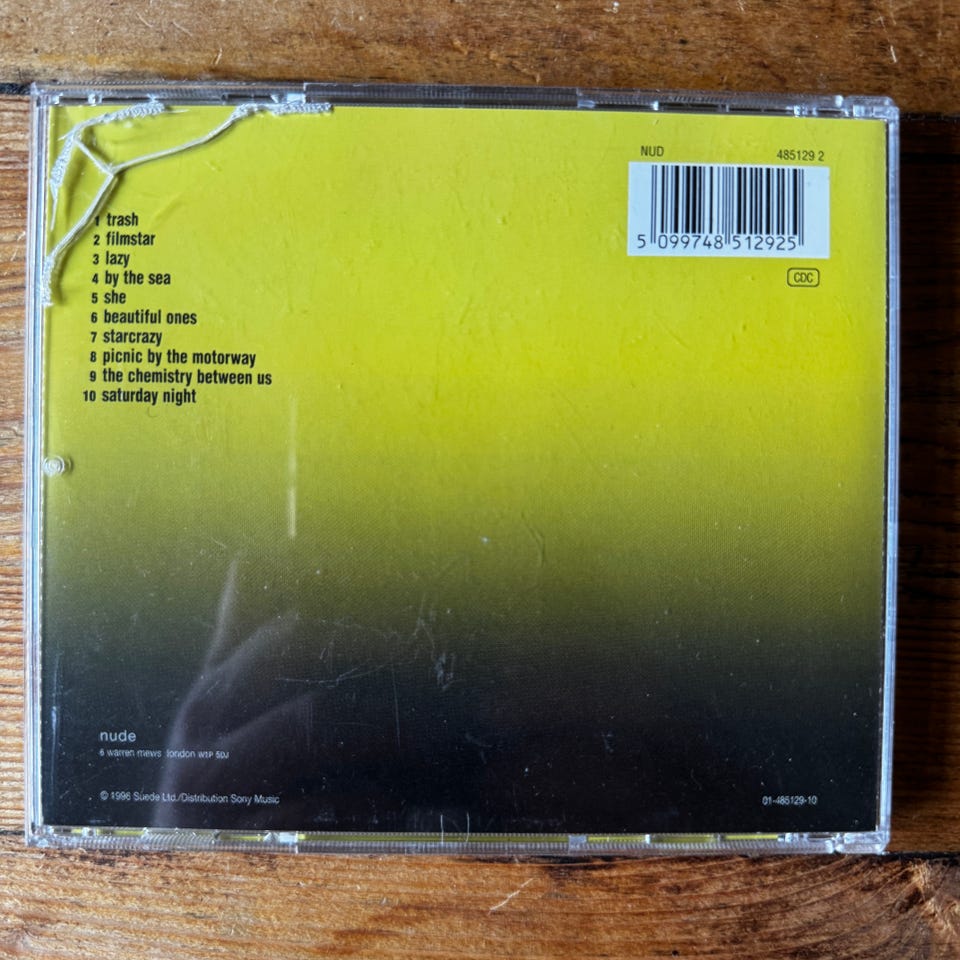 NUD 485129 2
5 099748 512925
CDC
1 trash
2 filmstar
3 lazy
4 by the sea
5 she
6 beautiful ones
7 starcrazy
8 picnic by the motorway
9 the chemistry between us
10 saturday night
nude
6 warren mews london W1P 5DJ
© 1996 Suede Ltd./Distribution Sony Music
01-485129-10